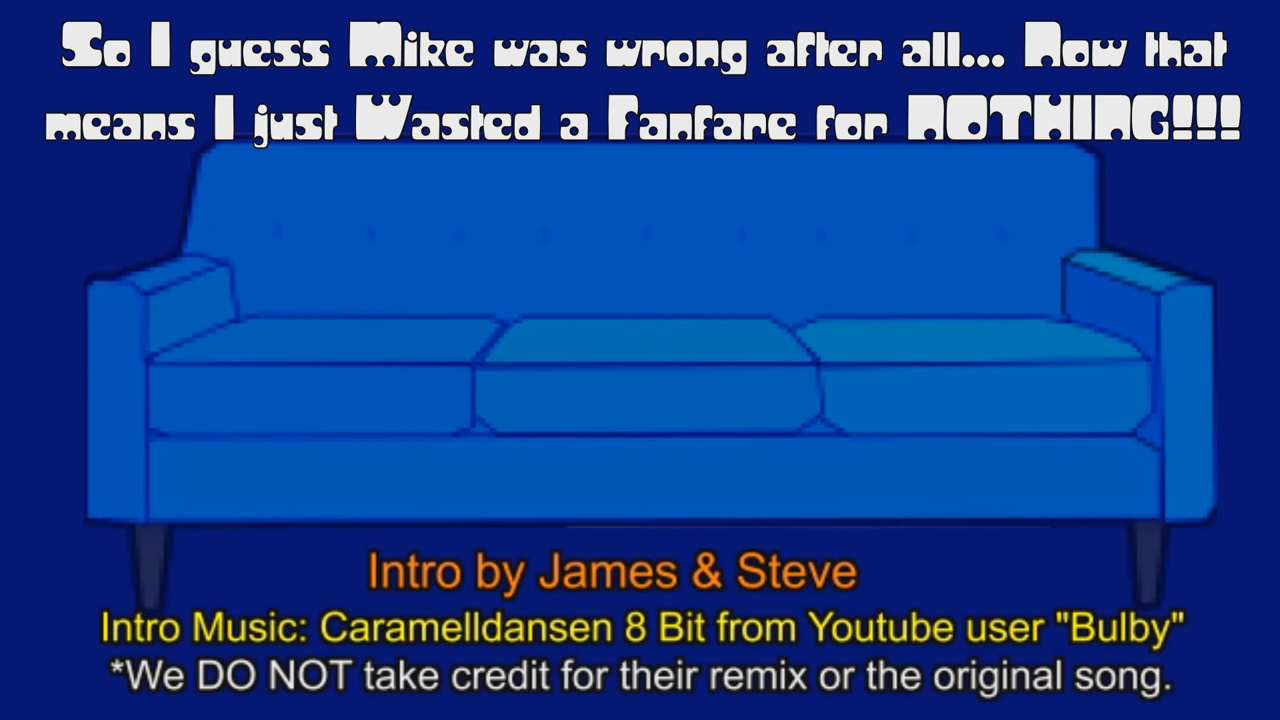 So I guess Mike was wrong after all... Now that
means I just Wasted a Fanfare for NOTHING!!!
Intro by James & Steve
Intro Music: Caramelldansen 8 Bit from Youtube user "Bulby"
*We DO NOT take credit for their remix or the original song.